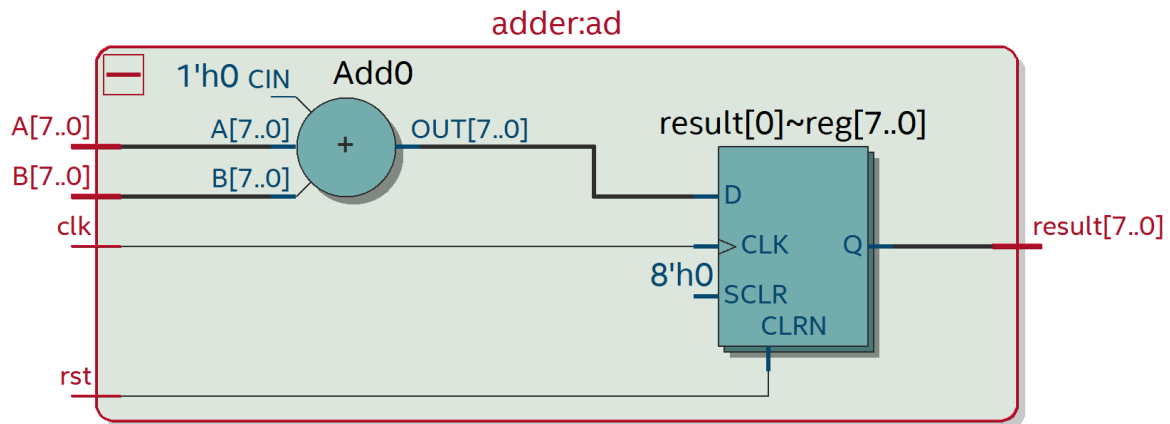 adder:ad
1'h0 CIN
Add0
A[7..0]
A[7..0]
OUT[7..0]
B[7..0]
B[7..0]
+
result[0]~reg[7..0]
D
clk
CLK
Q
result[7..0]
8'h0
SCLR
CLRN
rst